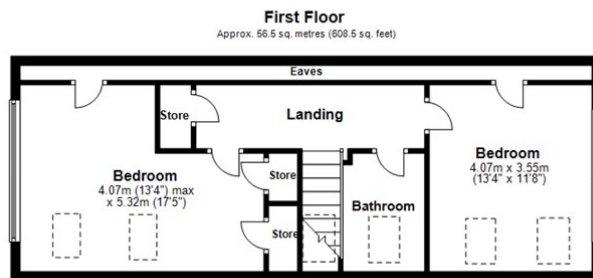 First Floor
Approx. 56.5 sq. metres (608.5 sq. feet)
Eaves
Store
Landing
Bedroom
4.07m (13'4") max
x 5.32m (17'5")
Store
Store
Bathroom
Bedroom
4.07m x 3.55m
(13'4" x 11'8")